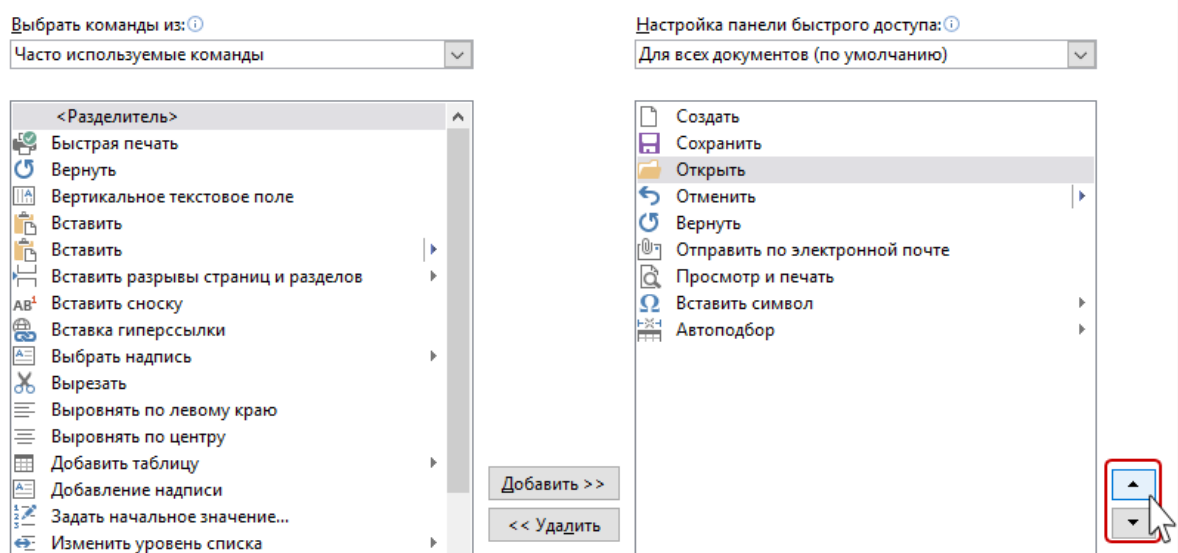 Выбрать команды из:
Часто используемые команды
<Разделитель>
Быстрая печать
Вернуть
Вертикальное текстовое поле
Вставить
Вставить
Вставить разрывы страниц и разделов
Вставить сноску
Вставка гиперссылки
Выбрать надпись
Вырезать
Выровнять по левому краю
Выровнять по центру
Добавить таблицу
Добавление надписи
Задать начальное значение...
Изменить уровень списка
Добавить >>
<< Удалить
Настройка панели быстрого доступа:
Для всех документов (по умолчанию)
Создать
Сохранить
Открыть
Отменить
Вернуть
Отправить по электронной почте
Просмотр и печать
Вставить символ
Автоподбор